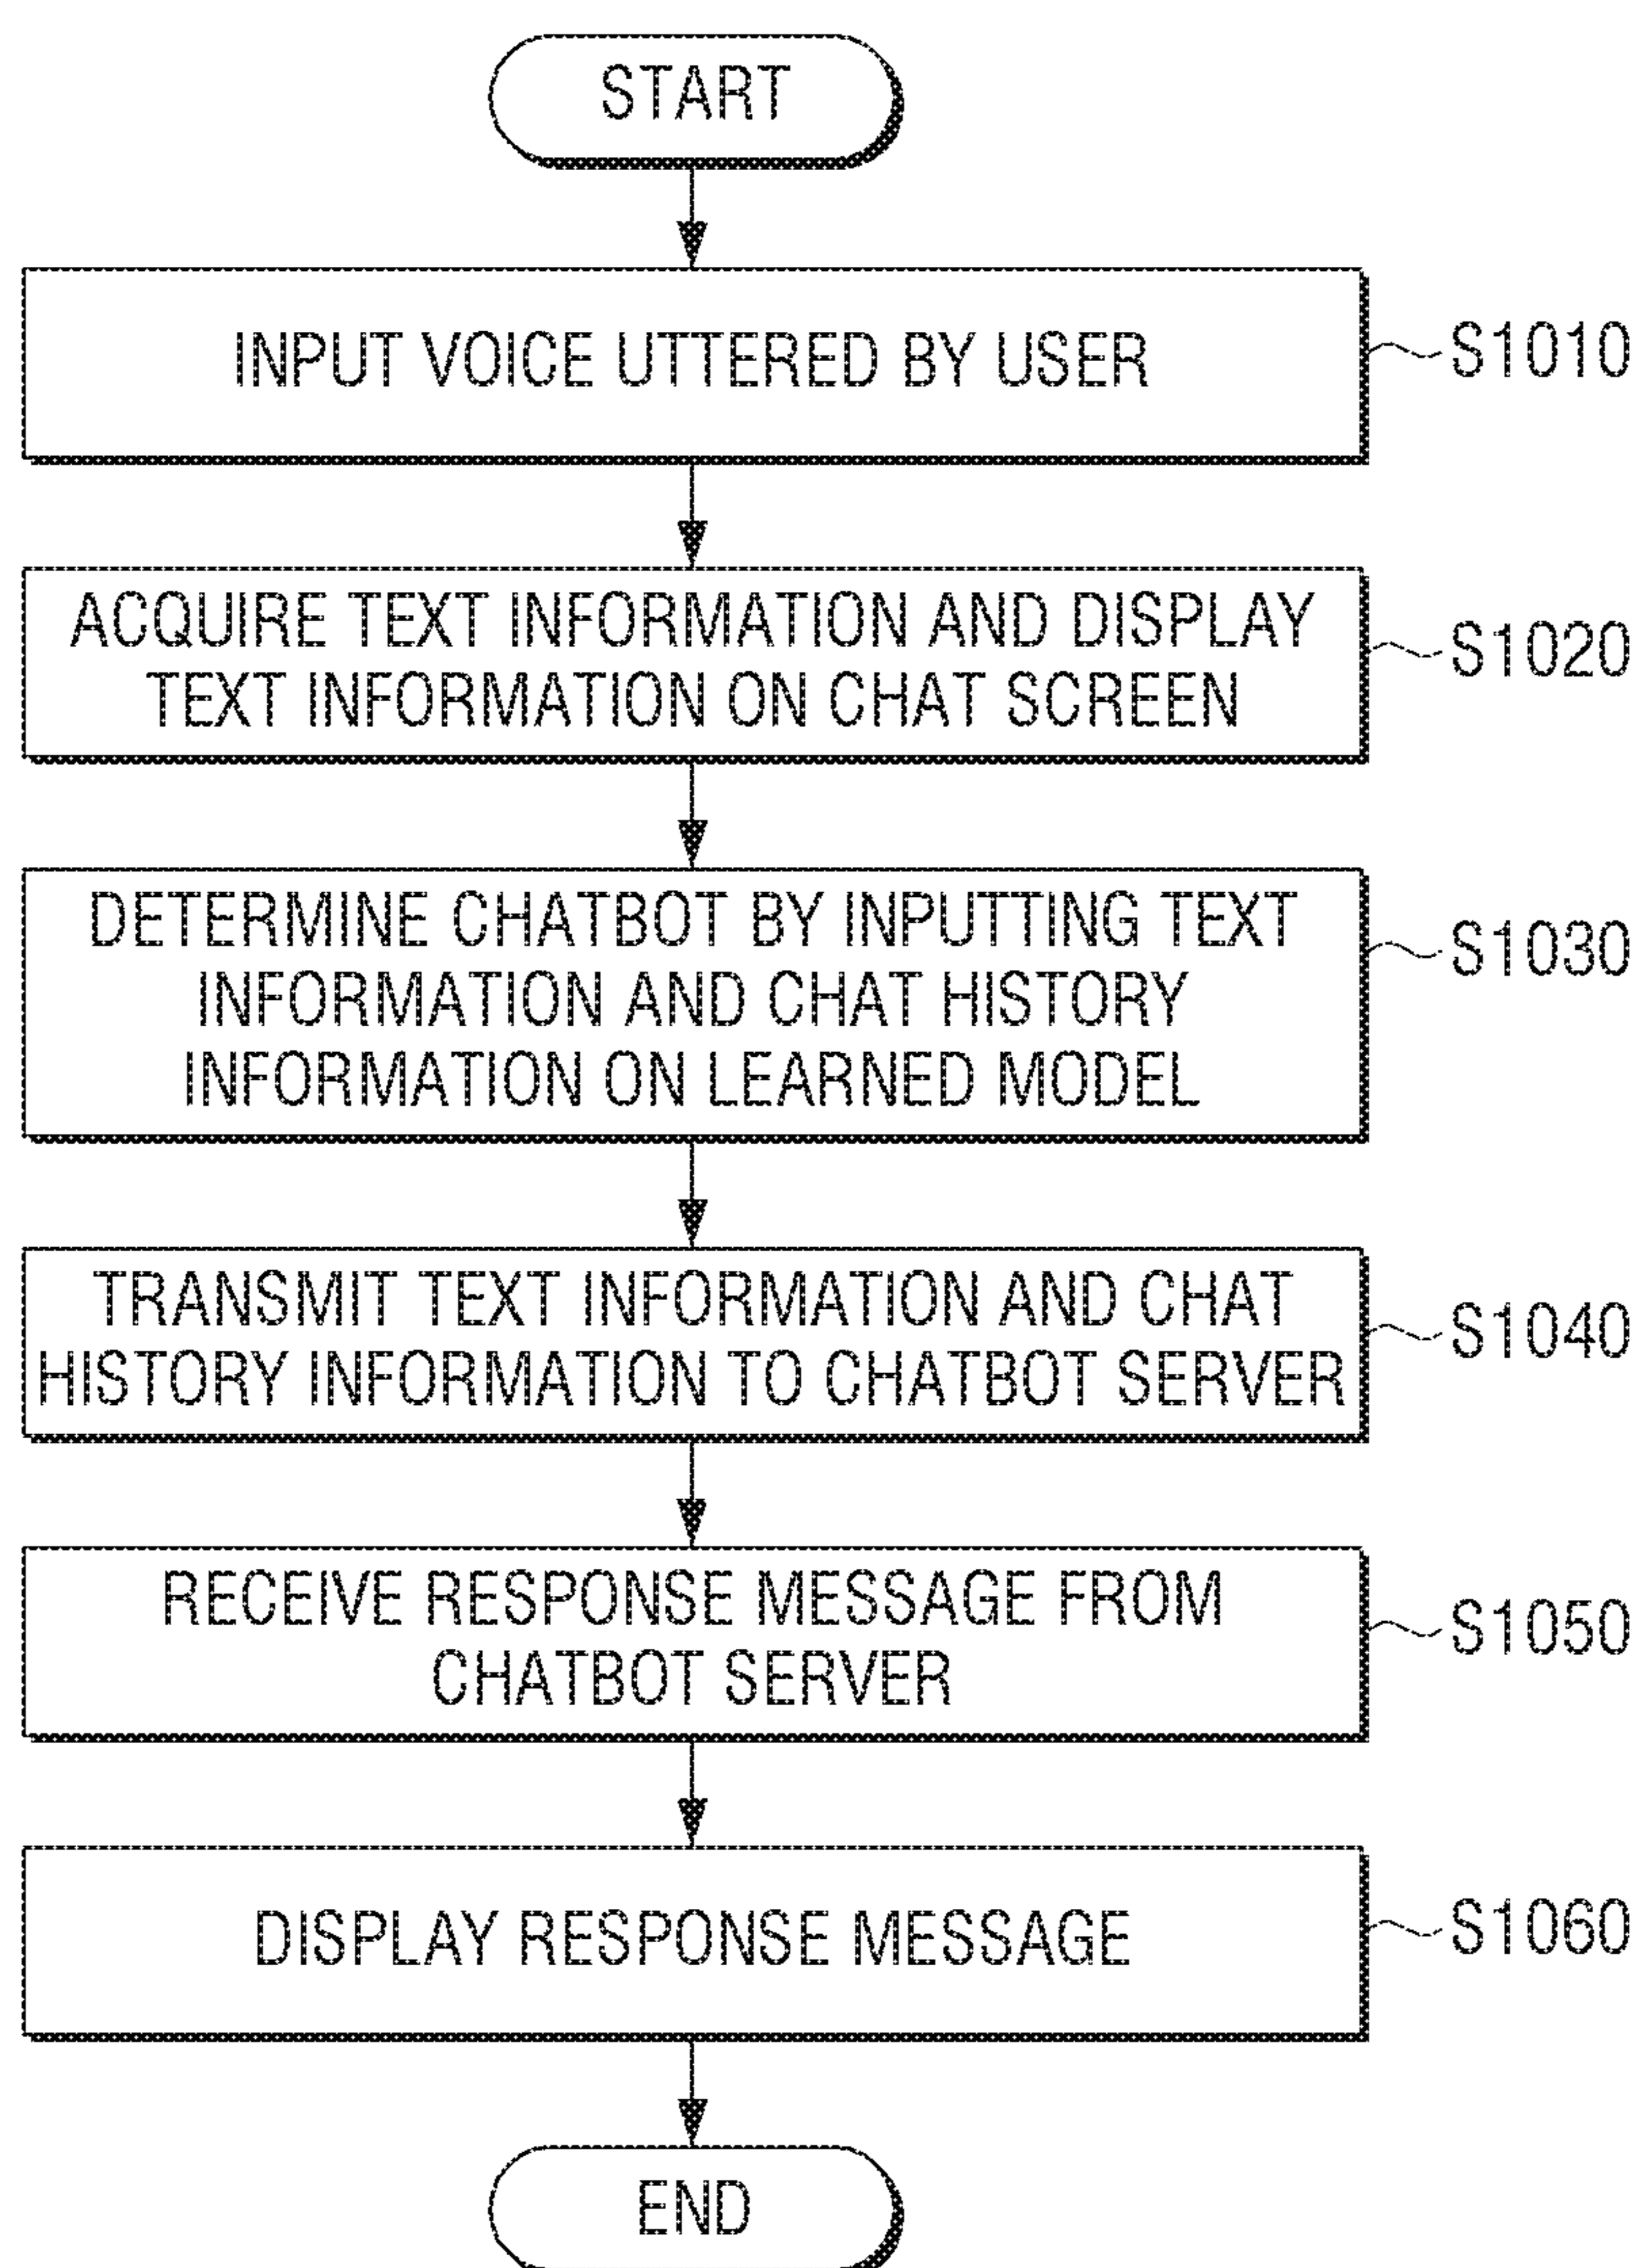 START
INPUT VOICE UTTERED BY USER
S1010
ACQUIRE TEXT INFORMATION AND DISPLAY
TEXT INFORMATION ON CHAT SCREEN
S1020
DETERMINE CHATBOT BY INPUTTING TEXT
INFORMATION AND CHAT HISTORY
INFORMATION ON LEARNED MODEL
S1030
TRANSMIT TEXT INFORMATION AND CHAT
HISTORY INFORMATION TO CHATBOT SERVER
S1040
RECEIVE RESPONSE MESSAGE FROM
CHATBOT SERVER
S1050
DISPLAY RESPONSE MESSAGE
S1060
END